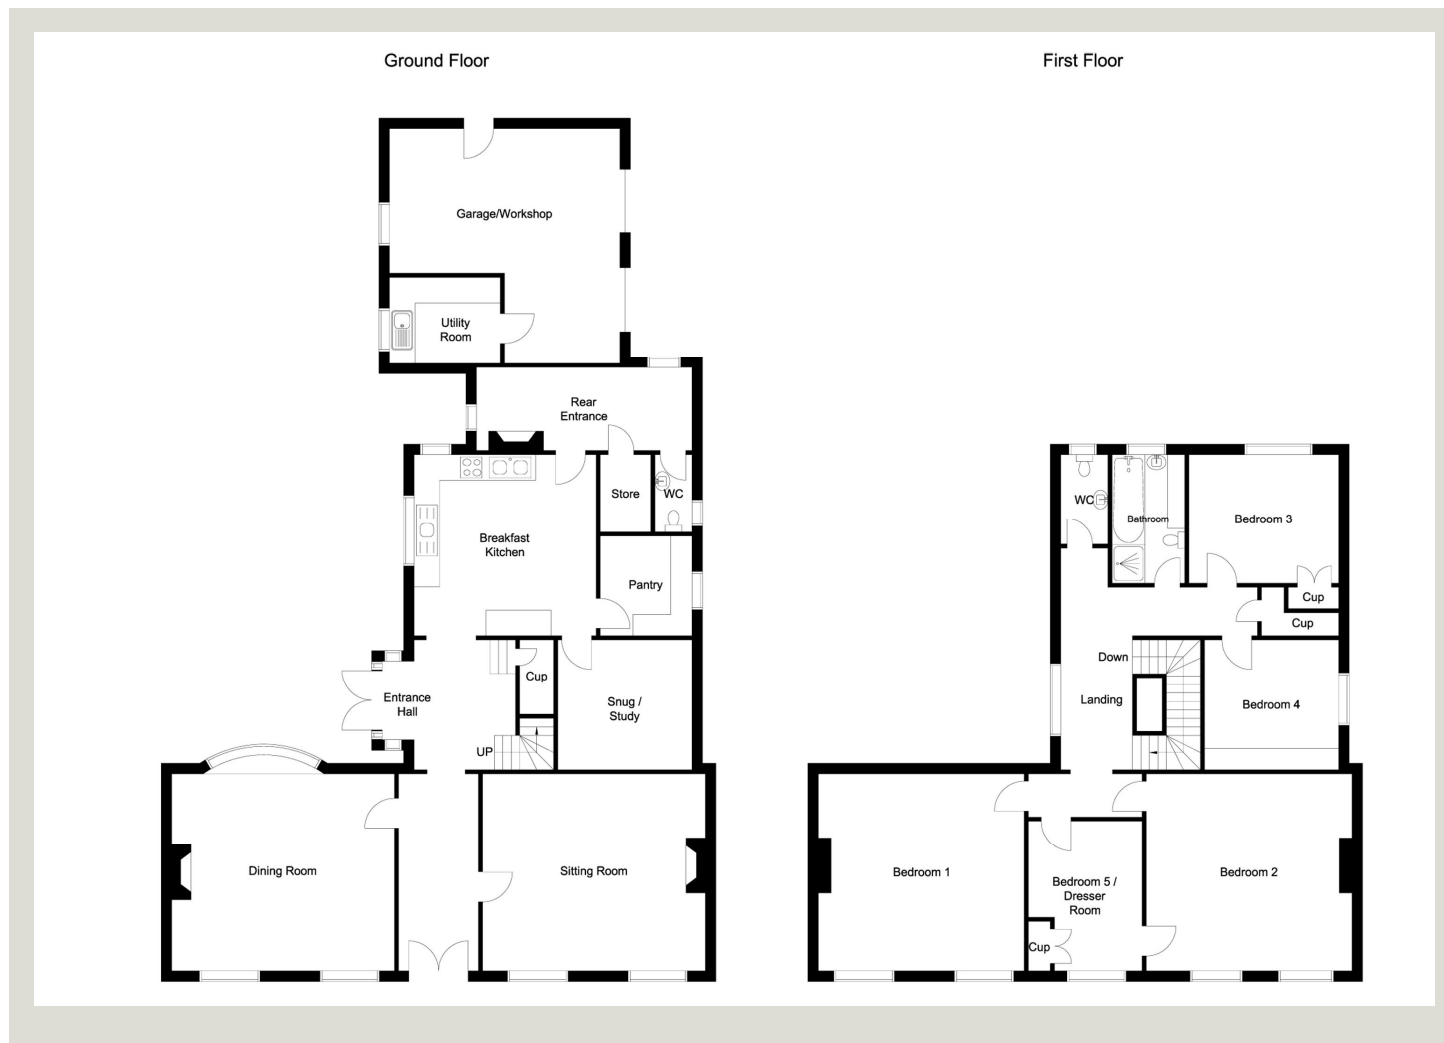 Ground Floor
Garage/Workshop
Utility
Room
Rear
Entrance
Store
WC
Breakfast
Kitchen
Pantry
Cup
Entrance
Hall
Snug /
Study
UP
Dining Room
Sitting Room
First Floor
WC
Bathroom
Bedroom 3
Cup
Cup
Down
Landing
Bedroom 4
Bedroom 1
Bedroom 5 /
Dresser
Room
Bedroom 2
Cup